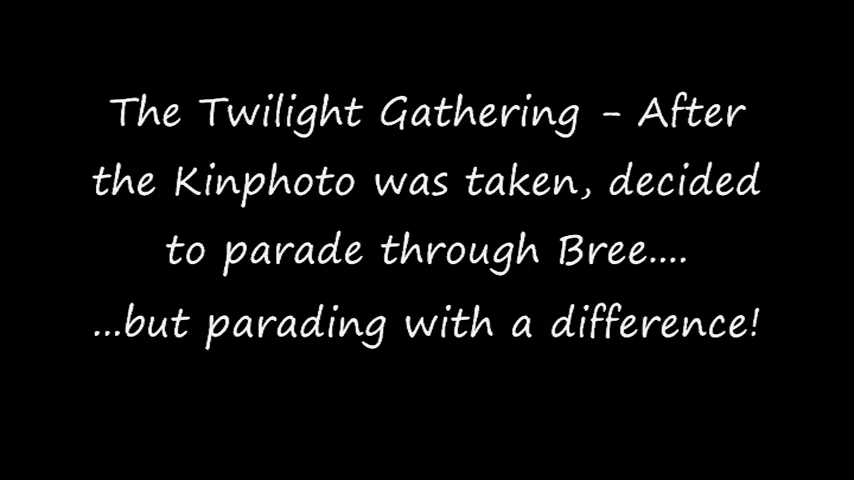 The Twilight Gathering - After
the Kinphoto was taken, decided
to parade through Bree....
...but parading with a difference!